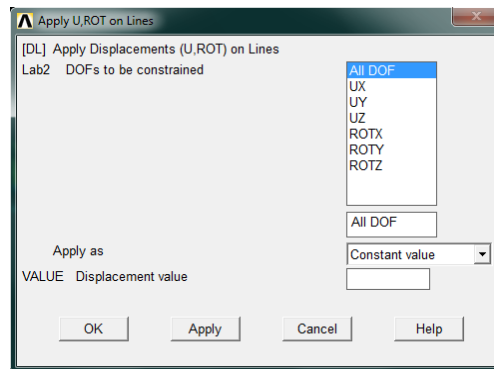 Apply U,ROT on Lines
[DL] Apply Displacements (U,ROT) on Lines
Lab2 DOFs to be constrained
All DOF
UX
UY
UZ
ROTX
ROTY
ROTZ
All DOF
Apply as Constant value
VALUE Displacement value
OK Apply Cancel Help